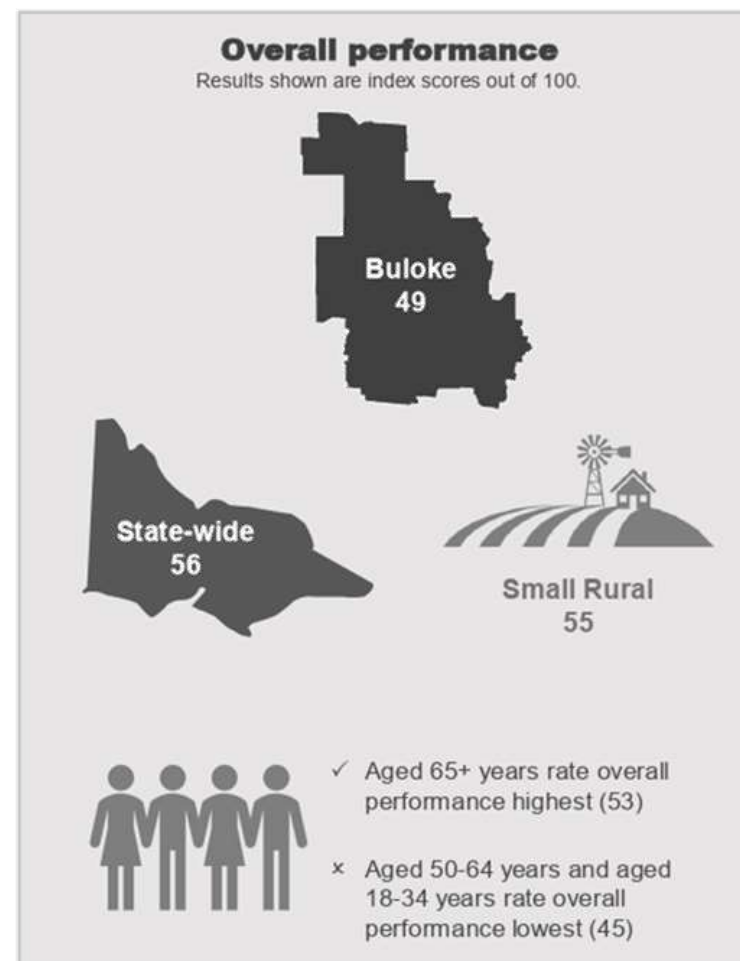 Overall performance
Results shown are index scores out of 100.
Buloke
49
State-wide
56
Small Rural
55
✓ Aged 65+ years rate overall
performance highest (53)
× Aged 50-64 years and aged
18-34 years rate overall
performance lowest (45)